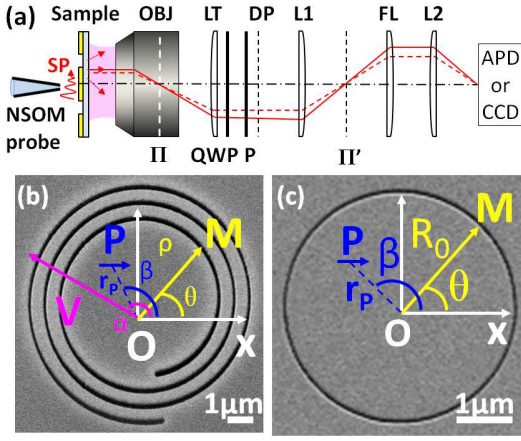 (a) Sample OBJ LT DP L1 FL L2
SP
NSOM
probe
APD
or
CCD
Π QWP P Π'
(b)
P ρ M
β
r_P
θ
V α
O X
1μm
(c)
P β R_0 M
r_P θ
O X
1μm